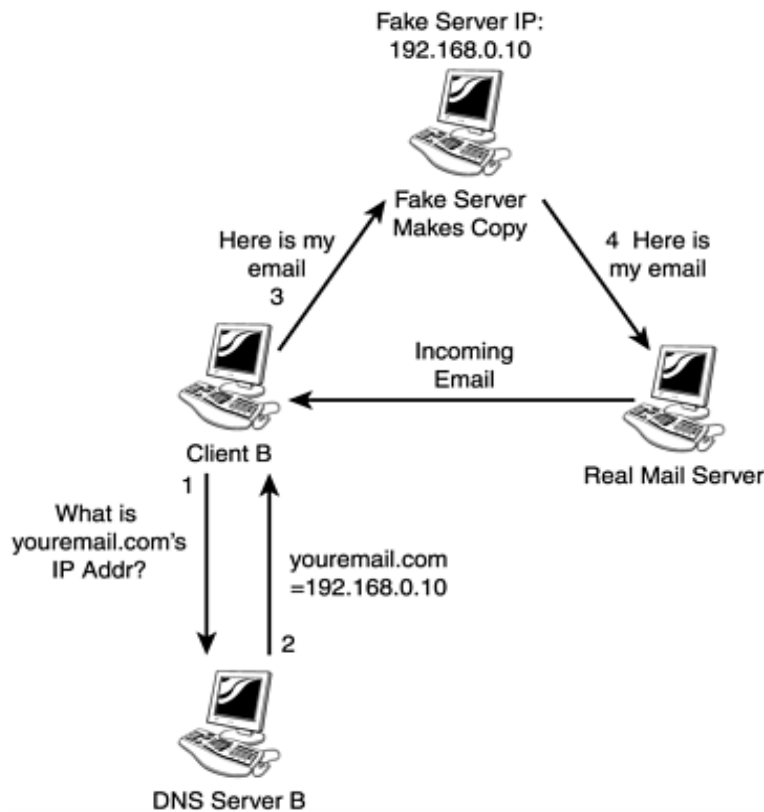 Fake Server IP:
192.168.0.10
Fake Server
Makes Copy
Here is my
email
3
4 Here is
my email
Incoming
Email
Client B
Real Mail Server
1
What is
youremail.com's
IP Addr?
youremail.com
=192.168.0.10
2
DNS Server B